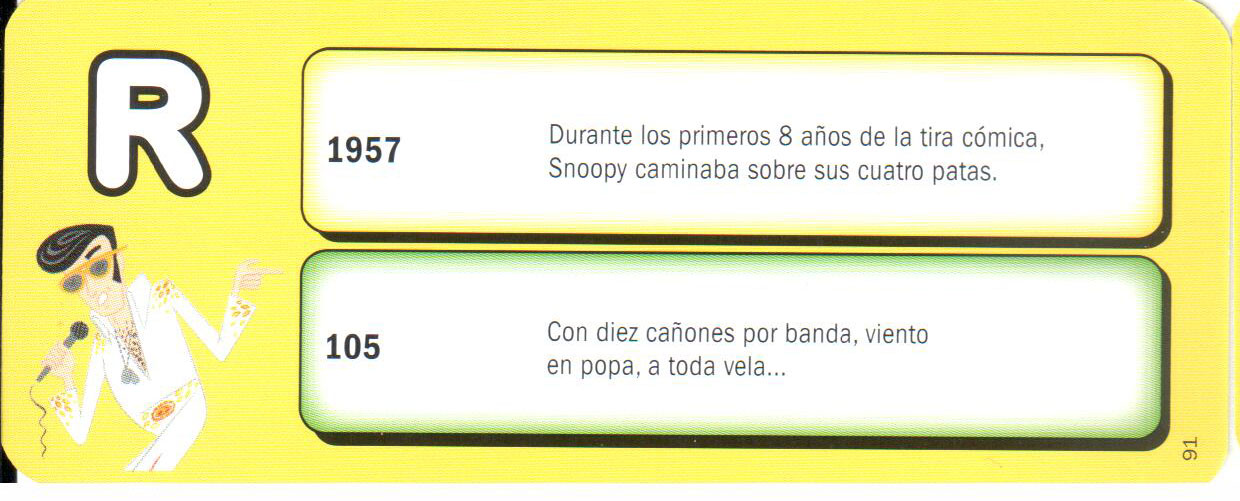 R
1957
Durante los primeros 8 años de la tira cómica,
Snoopy caminaba sobre sus cuatro patas.
105
Con diez cañones por banda, viento
en popa, a toda vela...
91